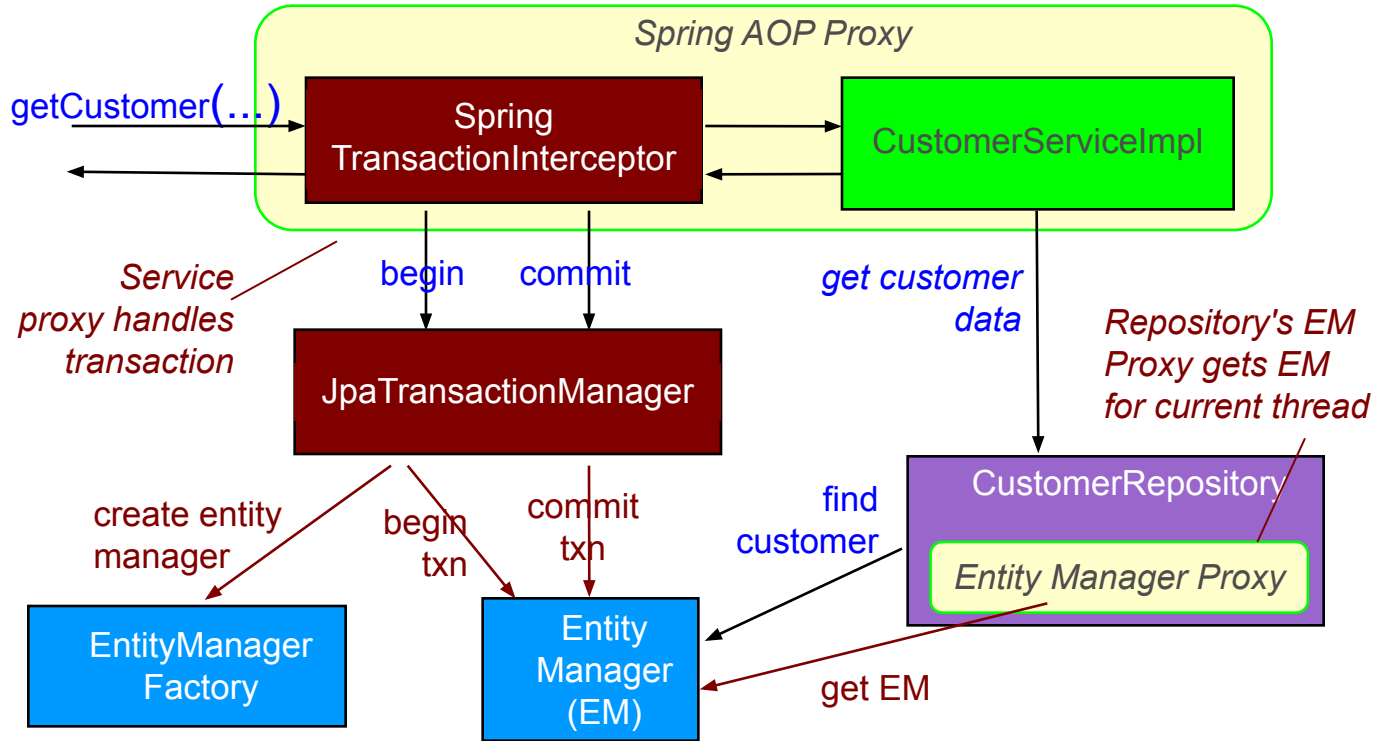 Spring AOP Proxy
getCustomer(...)
Spring
TransactionInterceptor
CustomerServiceImpl
Service
proxy handles
transaction
begin
commit
get customer
data
Repository's EM
Proxy gets EM
for current thread
JpaTransactionManager
CustomerRepository
Entity Manager Proxy
create entity
manager
begin
txn
commit
txn
find
customer
EntityManager
Factory
Entity
Manager
(EM)
get EM